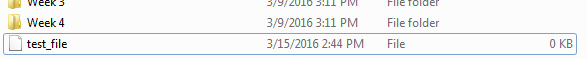 Week 3 3/9/2016 3:11 PM File folder
Week 4 3/9/2016 3:11 PM File folder
test_file 3/15/2016 2:44 PM File 0 KB